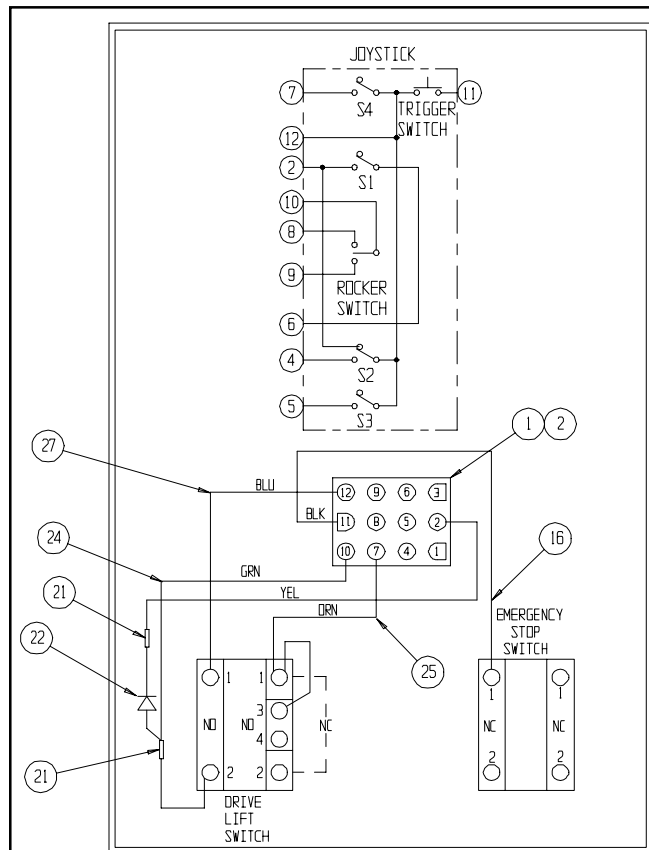 JOYSTICK
7
S4
TRIGGER
SWITCH
11
12
2
S1
10
8
9
ROCKER
SWITCH
6
4
S2
5
S3
27
1 2
BLU
12 9 6 3
BLK
11 8 5 2
24
10 7 4 1
16
GRN
21
YEL
ORN
22
EMERGENCY
STOP
SWITCH
25
1 1 1 1
NO NO 3 NC NC NC
4
2 2 2 2
21
DRIVE
LIFT
SWITCH